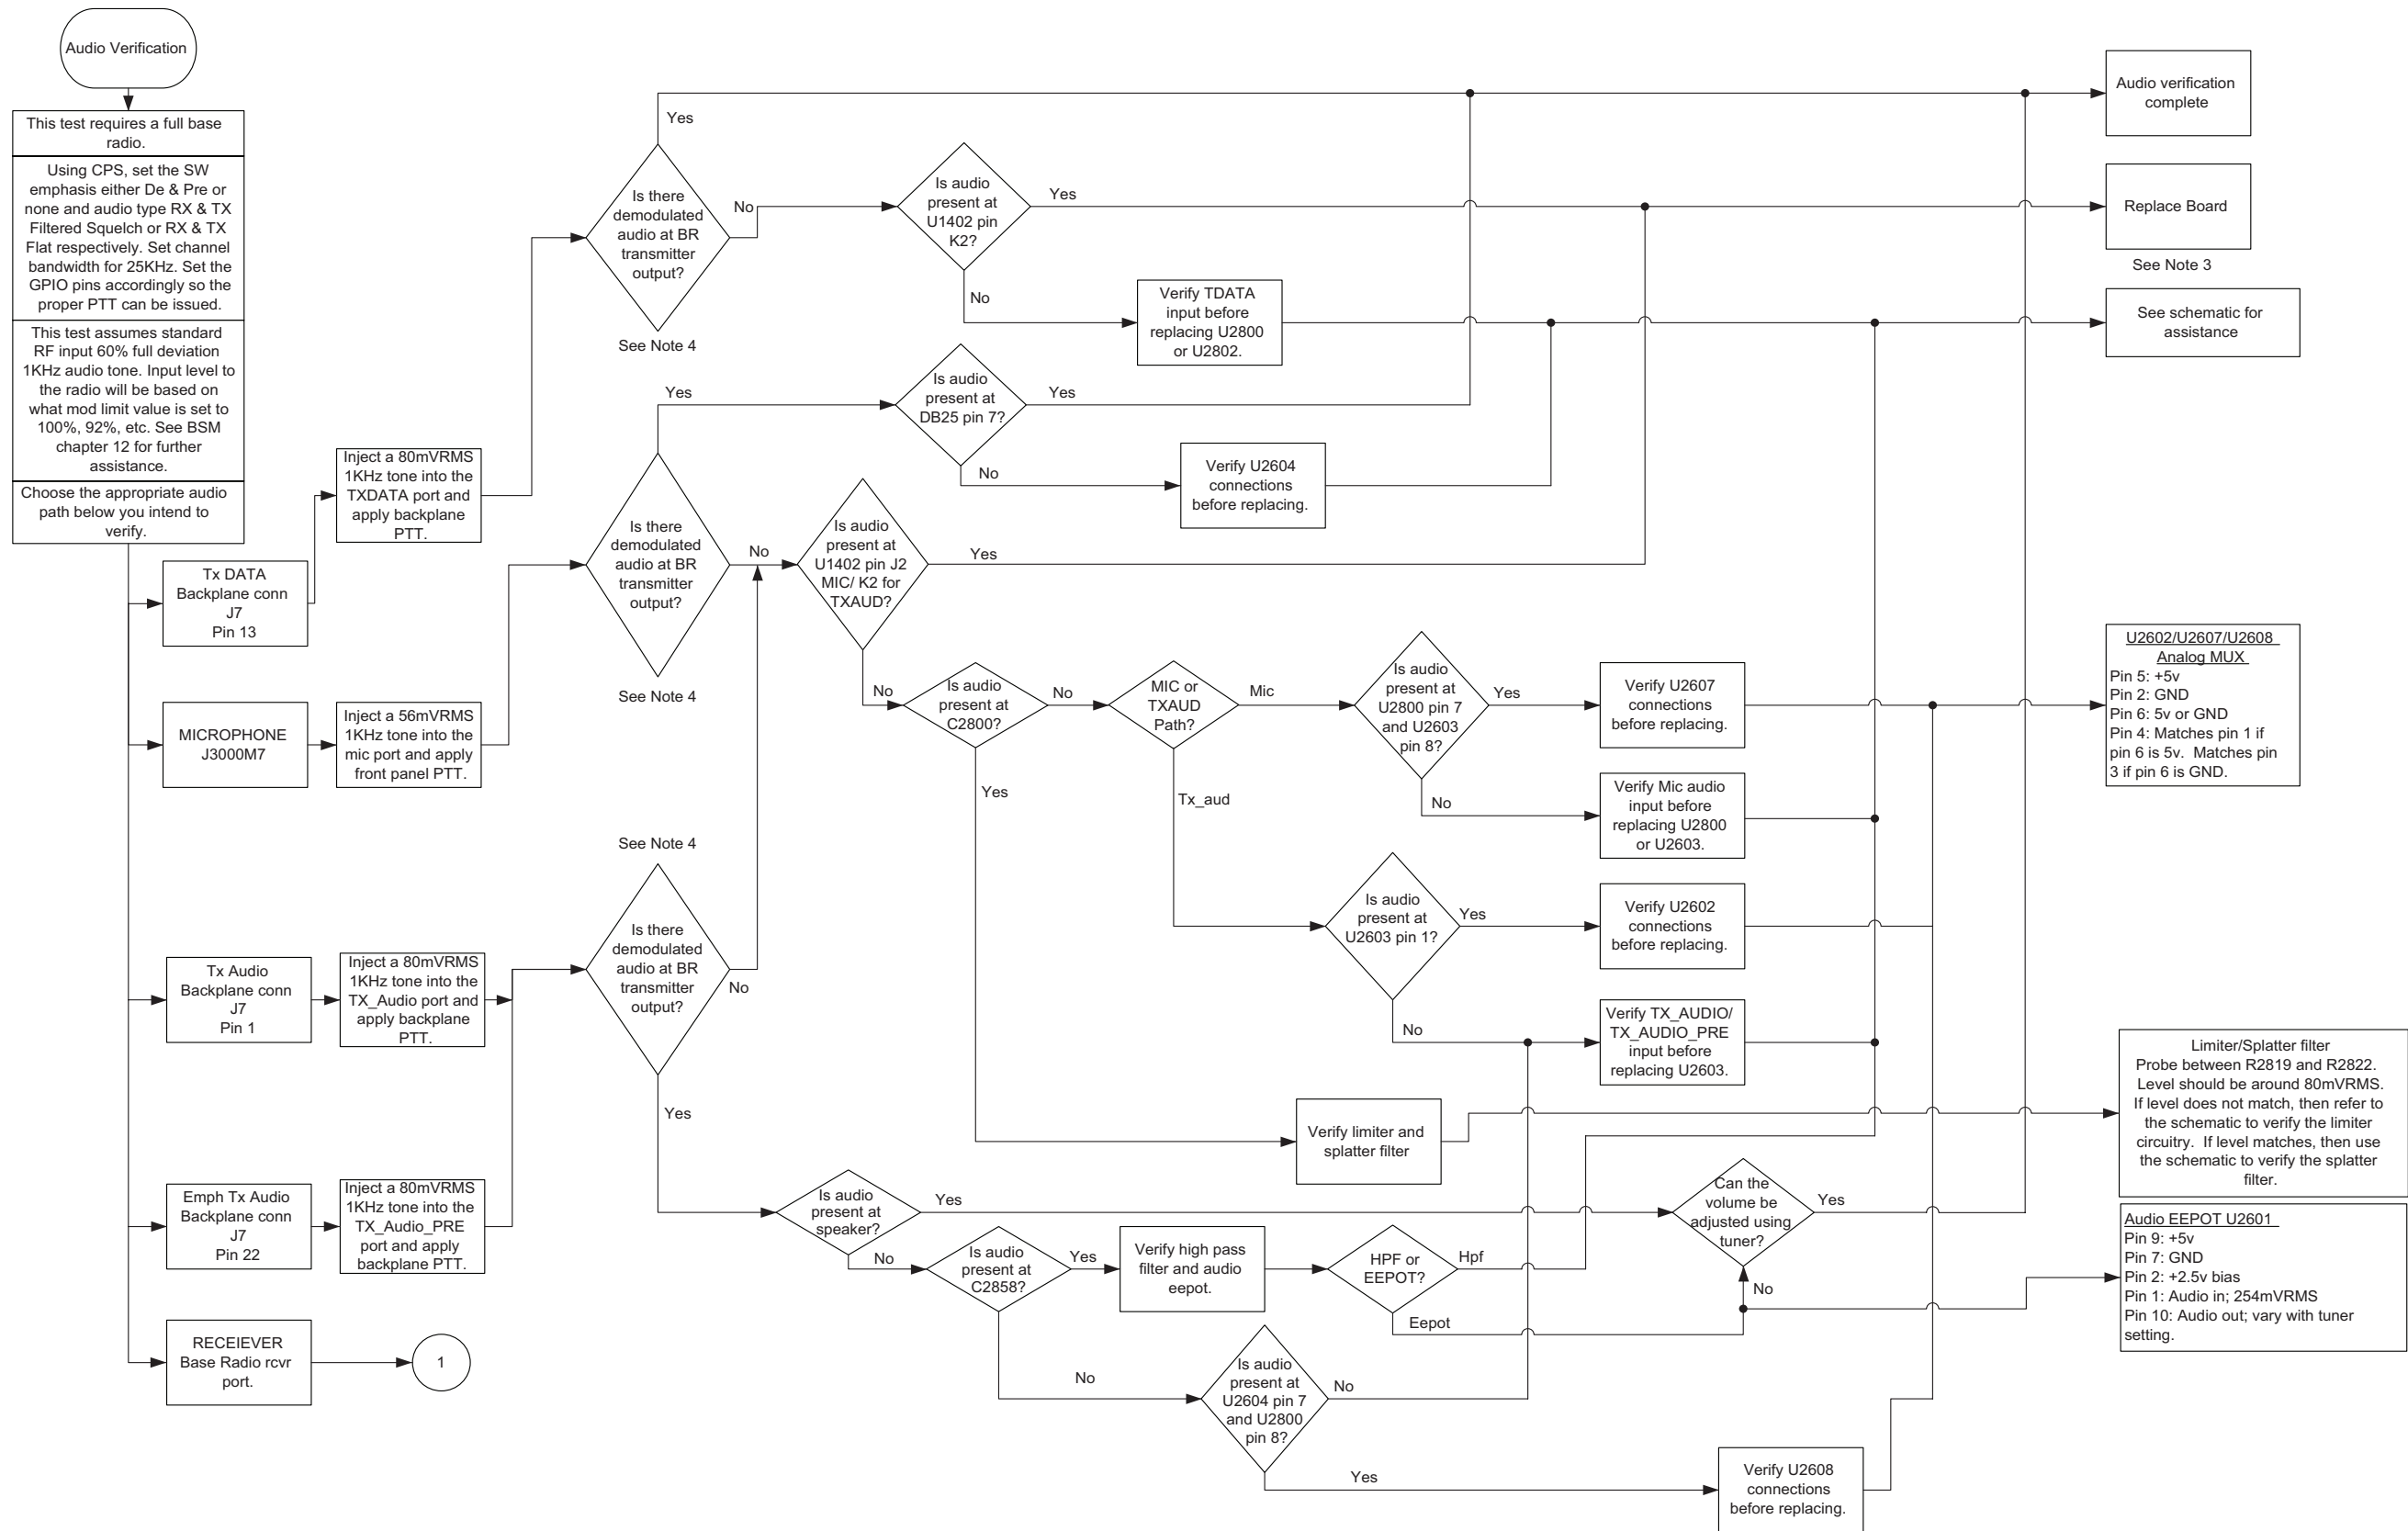 Audio Verification
This test requires a full base
radio.
Using CPS, set the SW
emphasis either De & Pre or
none and audio type RX & TX
Filtered Squelch or RX & TX
Flat respectively. Set channel
bandwidth for 25KHz. Set the
GPIO pins accordingly so the
proper PTT can be issued.
This test assumes standard
RF input 60% full deviation
1KHz audio tone. Input level to
the radio will be based on
what mod limit value is set to
100%, 92%, etc. See BSM
chapter 12 for further
assistance.
Choose the appropriate audio
path below you intend to
verify.
Tx DATA
Backplane conn
J7
Pin 13
Inject a 80mVRMS
1KHz tone into the
TXDATA port and
apply backplane
PTT.
MICROPHONE
J3000M7
Inject a 56mVRMS
1KHz tone into the
mic port and apply
front panel PTT.
Tx Audio
Backplane conn
J7
Pin 1
Inject a 80mVRMS
1KHz tone into the
TX_Audio port and
apply backplane
PTT.
Emph Tx Audio
Backplane conn
J7
Pin 22
Inject a 80mVRMS
1KHz tone into the
TX_Audio_PRE
port and apply
backplane PTT.
RECEIEVER
Base Radio rcvr
port.
1
Yes
Is there
demodulated
audio at BR
transmitter
output?
No
See Note 4
Is audio
present at
U1402 pin
K2?
Yes
No
Verify TDATA
input before
replacing U2800
or U2802.
Audio verification
complete
Replace Board
See Note 3
See schematic for
assistance
Yes
Is there
demodulated
audio at BR
transmitter
output?
No
See Note 4
Is audio
present at
DB25 pin 7?
Yes
No
Verify U2604
connections
before replacing.
Is audio
present at
U1402 pin J2
MIC/ K2 for
TXAUD?
Yes
No
Is audio
present at
C2800?
No
Yes
MIC or
TXAUD
Path?
Mic
Tx_aud
Is audio
present at
U2800 pin 7
and U2603
pin 8?
Yes
No
Verify U2607
connections
before replacing.
Verify Mic audio
input before
replacing U2800
or U2603.
U2602/U2607/U2608
Analog MUX
Pin 5: +5v
Pin 2: GND
Pin 6: 5v or GND
Pin 4: Matches pin 1 if
pin 6 is 5v. Matches pin
3 if pin 6 is GND.
See Note 4
Is there
demodulated
audio at BR
transmitter
output?
No
Yes
Is audio
present at
U2603 pin 1?
Yes
No
Verify U2602
connections
before replacing.
Verify TX_AUDIO/
TX_AUDIO_PRE
input before
replacing U2603.
Verify limiter and
splatter filter
Limiter/Splatter filter
Probe between R2819 and R2822.
Level should be around 80mVRMS.
If level does not match, then refer to
the schematic to verify the limiter
circuitry. If level matches, then use
the schematic to verify the splatter
filter.
Is audio
present at
speaker?
Yes
No
Is audio
present at
C2858?
Yes
No
Verify high pass
filter and audio
eepot.
HPF or
EEPOT?
Hpf
Eepot
Can the
volume be
adjusted using
tuner?
Yes
No
Audio EEPOT U2601
Pin 9: +5v
Pin 7: GND
Pin 2: +2.5v bias
Pin 1: Audio in; 254mVRMS
Pin 10: Audio out; vary with tuner
setting.
Is audio
present at
U2604 pin 7
and U2800
pin 8?
No
Yes
Verify U2608
connections
before replacing.